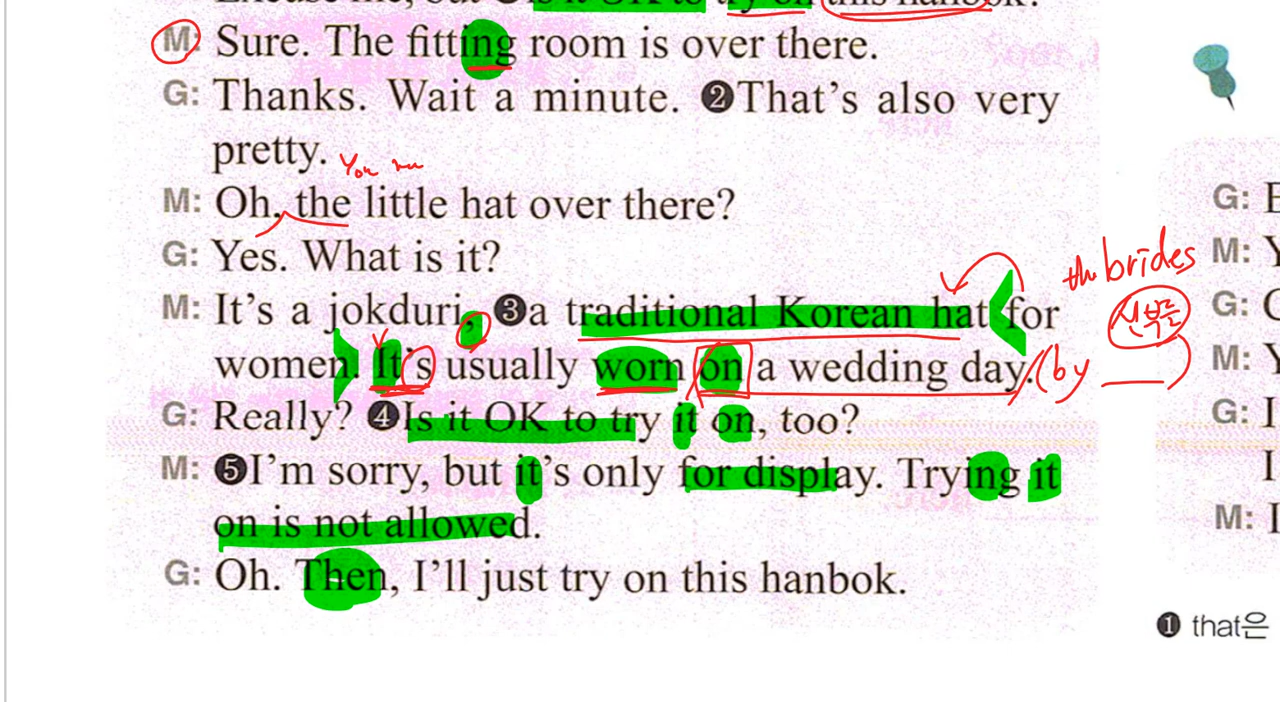 M: Sure. The fitting room is over there.
G: Thanks. Wait a minute. ❷That's also very
pretty.
You
M: Oh, the little hat over there?
G: Yes. What is it?
the brides
신부들
M: It's a jokduri, ❸a traditional Korean hat for
women. It's usually worn on a wedding day. (by ___)
G: Really? ❹Is it OK to try it on, too?
M: ❺I'm sorry, but it's only for display. Trying it
on is not allowed.
G: Oh. Then, I'll just try on this hanbok.
G:
M:
G:
M:
G: I
I
M:
❶ that은